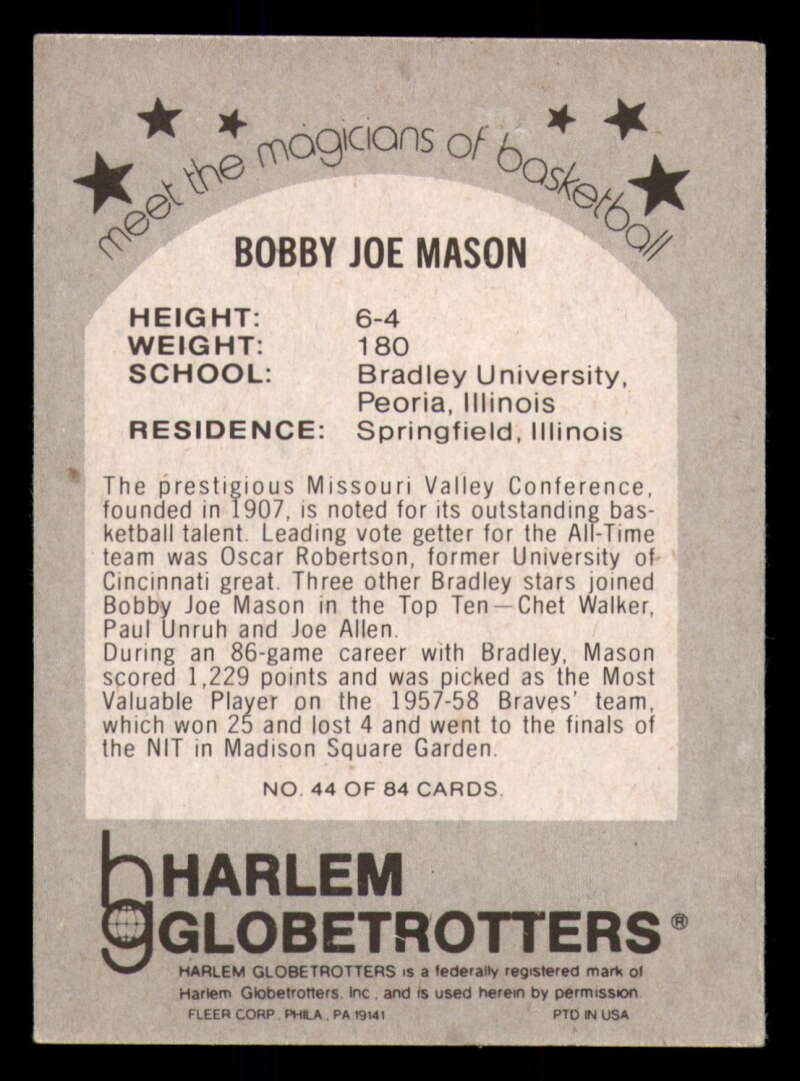 meet the magicians of basketball
BOBBY JOE MASON
HEIGHT: 6-4
WEIGHT: 180
SCHOOL: Bradley University,
Peoria, Illinois
RESIDENCE: Springfield, Illinois
The prestigious Missouri Valley Conference,
founded in 1907, is noted for its outstanding bas-
ketball talent. Leading vote getter for the All-Time
team was Oscar Robertson, former University of
Cincinnati great. Three other Bradley stars joined
Bobby Joe Mason in the Top Ten—Chet Walker,
Paul Unruh and Joe Allen.
During an 86-game career with Bradley, Mason
scored 1,229 points and was picked as the Most
Valuable Player on the 1957-58 Braves' team,
which won 25 and lost 4 and went to the finals of
the NIT in Madison Square Garden.
NO. 44 OF 84 CARDS.
hg HARLEM
GLOBETROTTERS®
HARLEM GLOBETROTTERS is a federally registered mark of
Harlem Globetrotters, Inc., and is used herein by permission.
FLEER CORP., PHILA., PA 19141 PTD IN USA